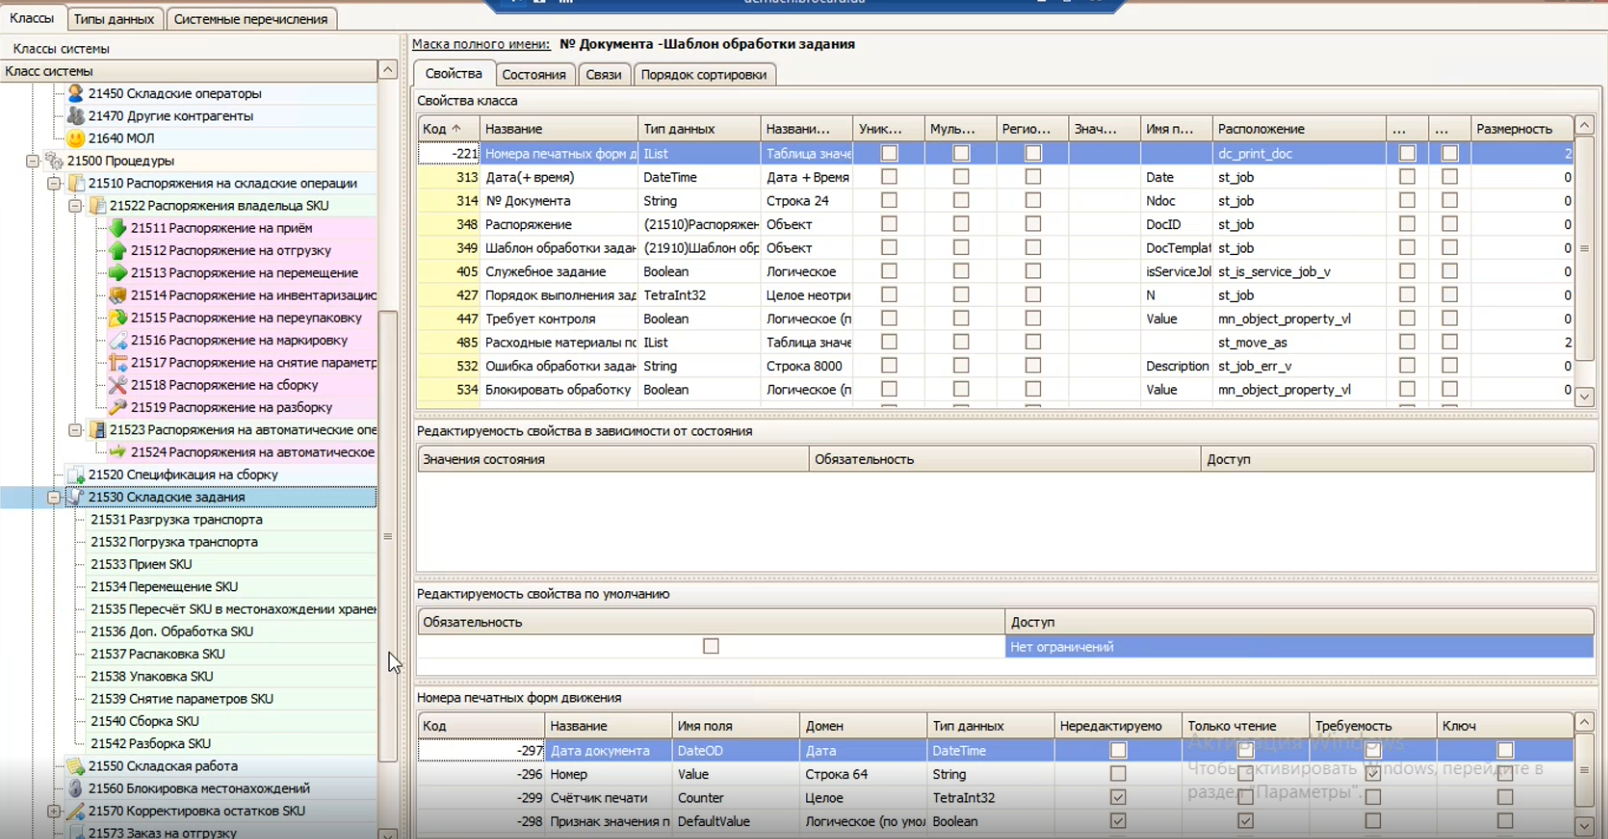 Классы Типы данных Системные перечисления
Классы системы
Класс системы
21450 Складские операторы
21470 Другие контрагенты
21640 МОЛ
21500 Процедуры
21510 Распоряжения на складские операции
21522 Распоряжения владельца SKU
21511 Распоряжение на приём
21512 Распоряжение на отгрузку
21513 Распоряжение на перемещение
21514 Распоряжение на инвентаризацию
21515 Распоряжение на переупаковку
21516 Распоряжение на маркировку
21517 Распоряжение на снятие параметр
21518 Распоряжение на сборку
21519 Распоряжение на разборку
21523 Распоряжения на автоматические опе
21524 Распоряжения на автоматическое
21520 Спецификация на сборку
21530 Складские задания
21531 Разгрузка транспорта
21532 Погрузка транспорта
21533 Прием SKU
21534 Перемещение SKU
21535 Пересчёт SKU в местонахождении хранен
21536 Доп. Обработка SKU
21537 Распаковка SKU
21538 Упаковка SKU
21539 Снятие параметров SKU
21540 Сборка SKU
21542 Разборка SKU
21550 Складская работа
21560 Блокировка местонахождений
21570 Корректировка остатков SKU
21573 Заказ на отгрузку
Маска полного имени: № Документа -Шаблон обработки задания
Свойства Состояния Связи Порядок сортировки
Свойства класса
Код Название Тип данных Названи... Уник... Муль... Регио... Знач... Имя п... Расположение ... ... Размерность
-221 Номера печатных форм д IList Таблица значе dc_print_doc 2
313 Дата(+ время) DateTime Дата + Время Date st_job 0
314 № Документа String Строка 24 Ndoc st_job 0
348 Распоряжение (21510)Распоряжен Объект DocID st_job 0
349 Шаблон обработки задан (21910)Шаблон обр Объект DocTemplat st_job 0
405 Служебное задание Boolean Логическое isServiceJol st_is_service_job_v 0
427 Порядок выполнения зад TetraInt32 Целое неотри N st_job 0
447 Требует контроля Boolean Логическое (п Value mn_object_property_vl 0
485 Расходные материалы по IList Таблица значе st_move_as 2
532 Ошибка обработки задан String Строка 8000 Description st_job_err_v 0
534 Блокировать обработку Boolean Логическое (п Value mn_object_property_vl 0
Редактируемость свойства в зависимости от состояния
Значения состояния Обязательность Доступ
Редактируемость свойства по умолчанию
Обязательность Доступ
Нет ограничений
Номера печатных форм движения
Код Название Имя поля Домен Тип данных Нередактируемо Только чтение Требуемость Ключ
-297 Дата документа DateOD Дата DateTime
-296 Номер Value Строка 64 String
-299 Счётчик печати Counter Целое TetraInt32
-298 Признак значения п DefaultValue Логическое (по умол Boolean
Активация Windows
Чтобы активировать Windows, перейдите в
раздел "Параметры".